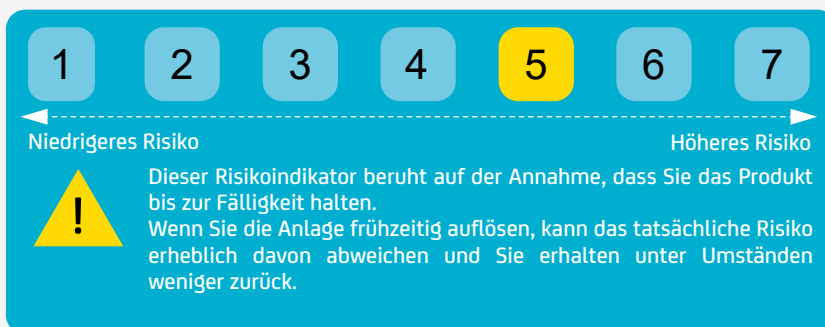 1 2 3 4 5 6 7
Niedrigeres Risiko Höheres Risiko
! Dieser Risikoindikator beruht auf der Annahme, dass Sie das Produkt
bis zur Fälligkeit halten.
Wenn Sie die Anlage frühzeitig auflösen, kann das tatsächliche Risiko
erheblich davon abweichen und Sie erhalten unter Umständen
weniger zurück.